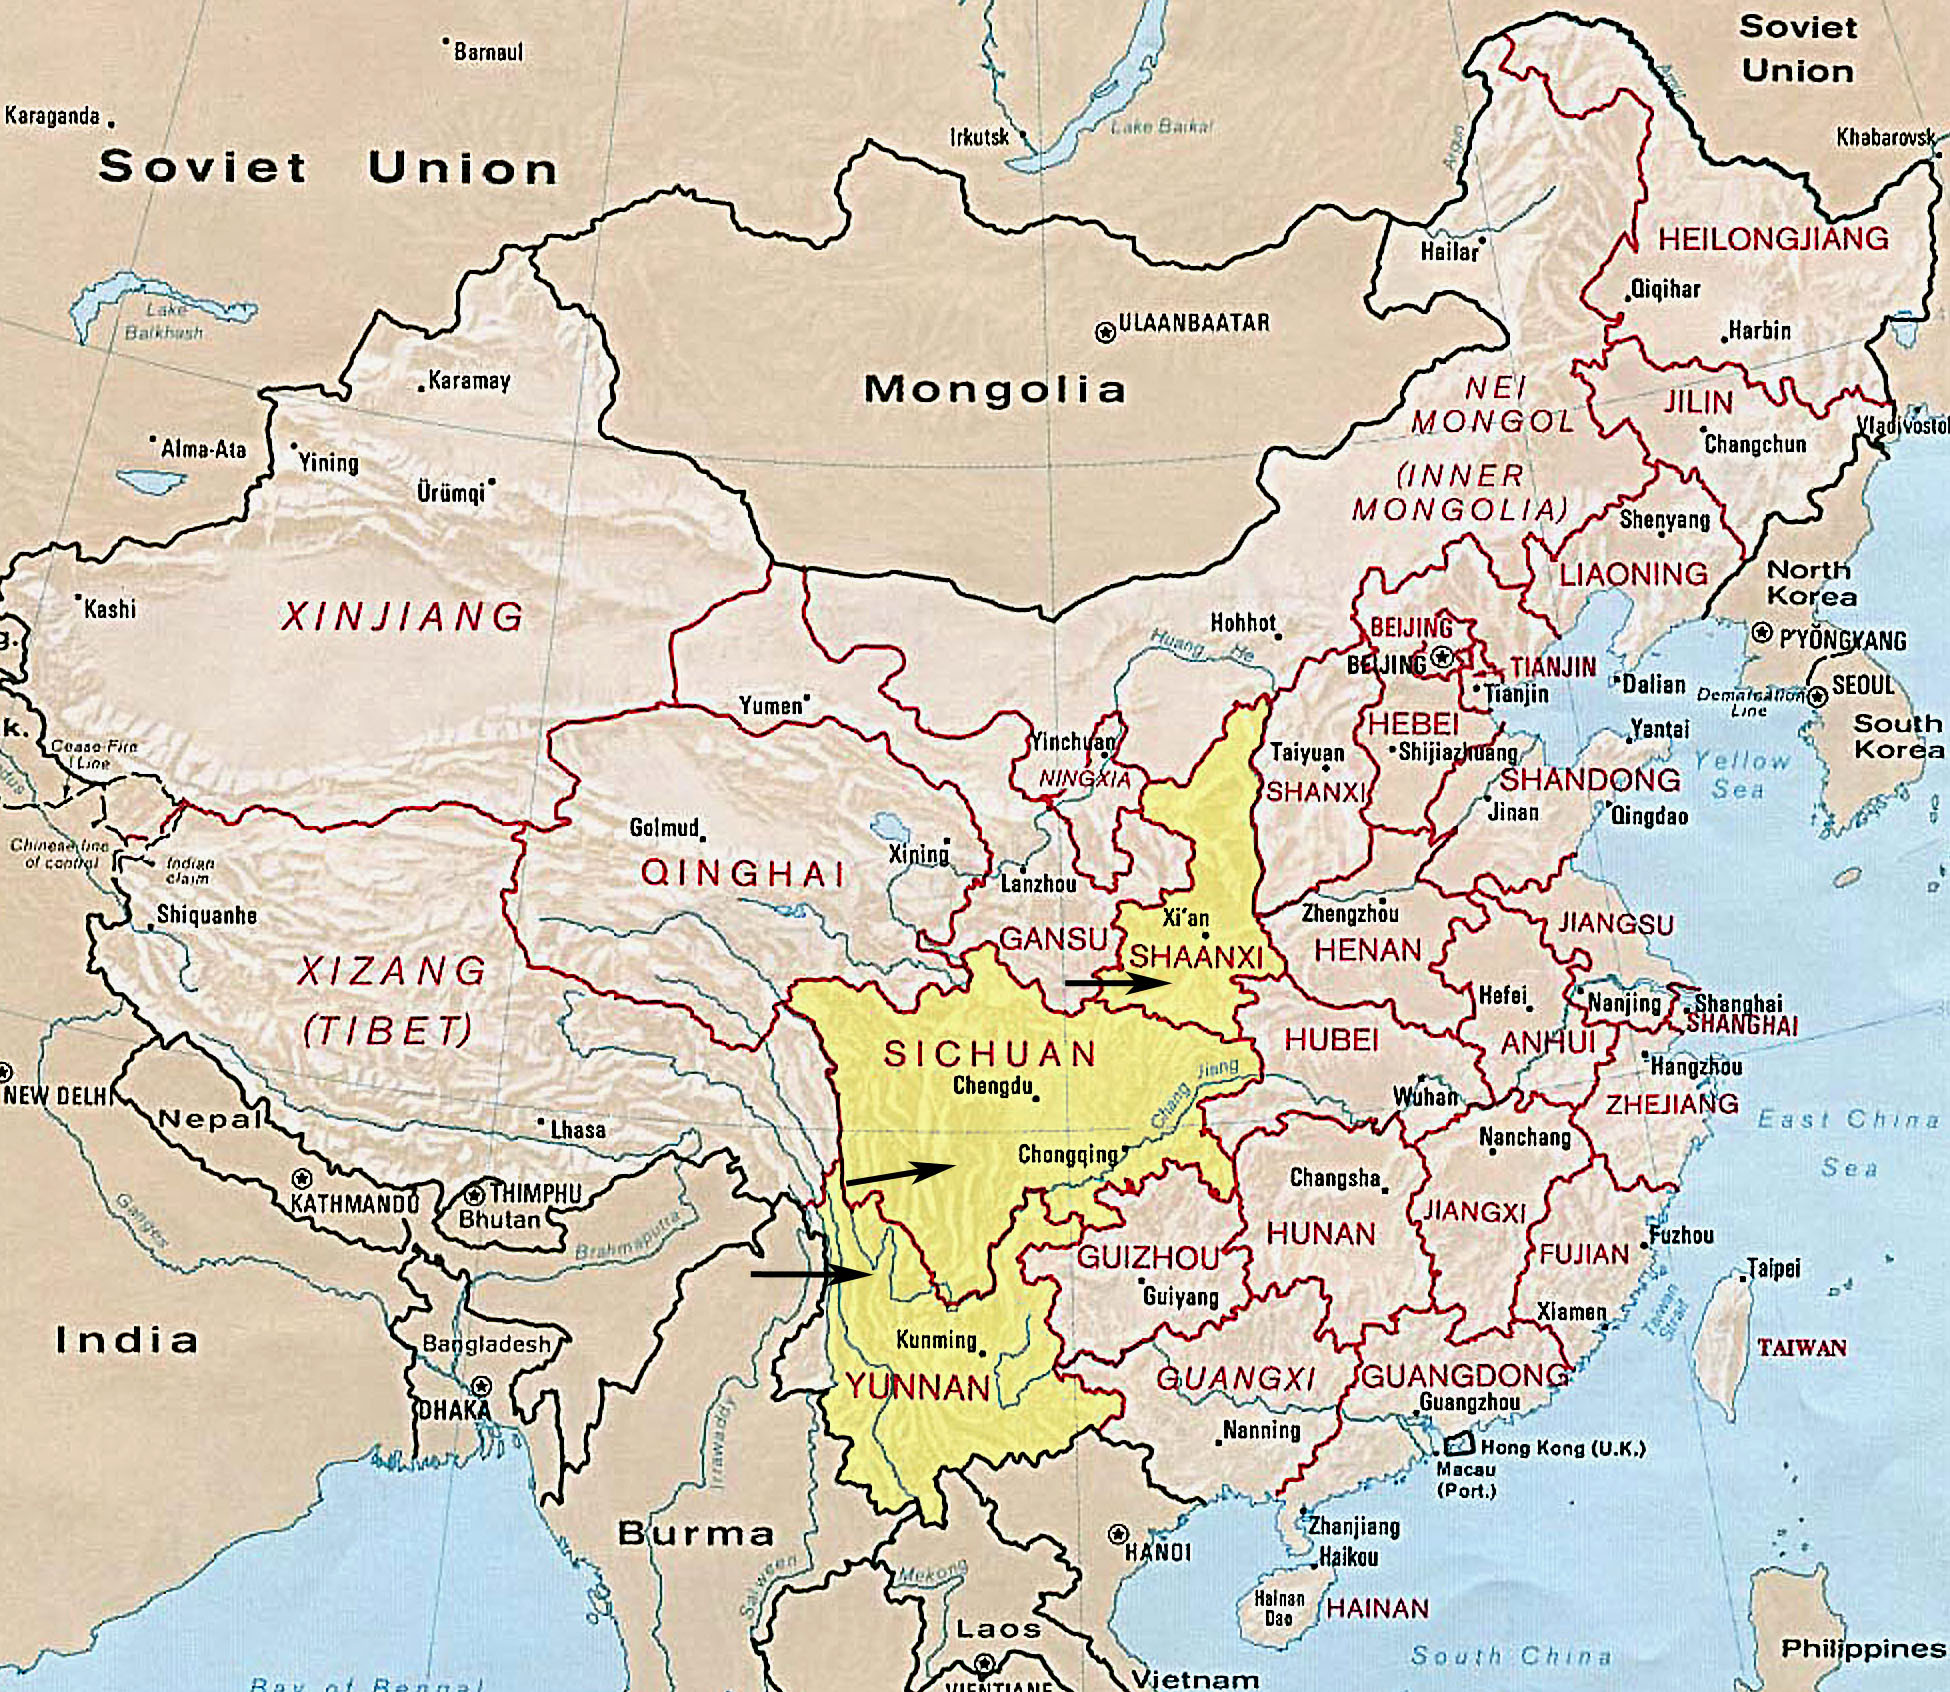 Soviet
Union
Barnaul
Karaganda
Soviet Union
Irkutsk
Lake Baikal
Argun
Amur
Khabarovsk
HEILONGJIANG
Hailar
Qiqihar
Harbin
Lake
Balkhash
ULAANBAATAR
Mongolia
Karamay
NEI
MONGOL
JILIN
Changchun
Vladivostok
Alma-Ata
Yining
Ürümqi
(INNER
MONGOLIA)
Shenyang
LIAONING
North
Korea
P'YŎNGYANG
Kashi
XINJIANG
Hohhot
Huang He
BEIJING
BEIJING
TIANJIN
Tianjin
Dalian
Demarcation
Line
SEOUL
South
Korea
Yumen
Yinchuan
NINGXIA
Taiyuan
SHANXI
HEBEI
Shijiazhuang
Yantai
Yellow
Sea
SHANDONG
Jinan
Qingdao
g.
k.
Cease-Fire
Line
Indus
Chinese line
of control
Indian
claim
Shiquanhe
Golmud
QINGHAI
Xining
Lanzhou
GANSU
Xi'an
SHAANXI
Zhengzhou
HENAN
JIANGSU
XIZANG
(TIBET)
Hefei
Nanjing
Shanghai
SHANGHAI
ANHUI
HUBEI
Hangzhou
SICHUAN
Chengdu
Chang Jiang
Wuhan
ZHEJIANG
East China
Sea
NEW DELHI
Nepal
Lhasa
Chongqing
Nanchang
Changsha
JIANGXI
KATHMANDU
THIMPHU
Bhutan
Ganges
Brahmaputra
HUNAN
GUIZHOU
Guiyang
FUJIAN
Fuzhou
Taipei
Xiamen
Taiwan
Strait
TAIWAN
India
Bangladesh
DHAKA
Kunming
YUNNAN
GUANGXI
GUANGDONG
Guangzhou
Nanning
Hong Kong (U.K.)
Macau
(Port.)
Irrawaddy
Burma
Salween
Mekong
HANOI
Zhanjiang
Haikou
Hainan
Dao
HAINAN
Laos
VIENTIANE
Vietnam
South China
Philippines
Bay of Bengal